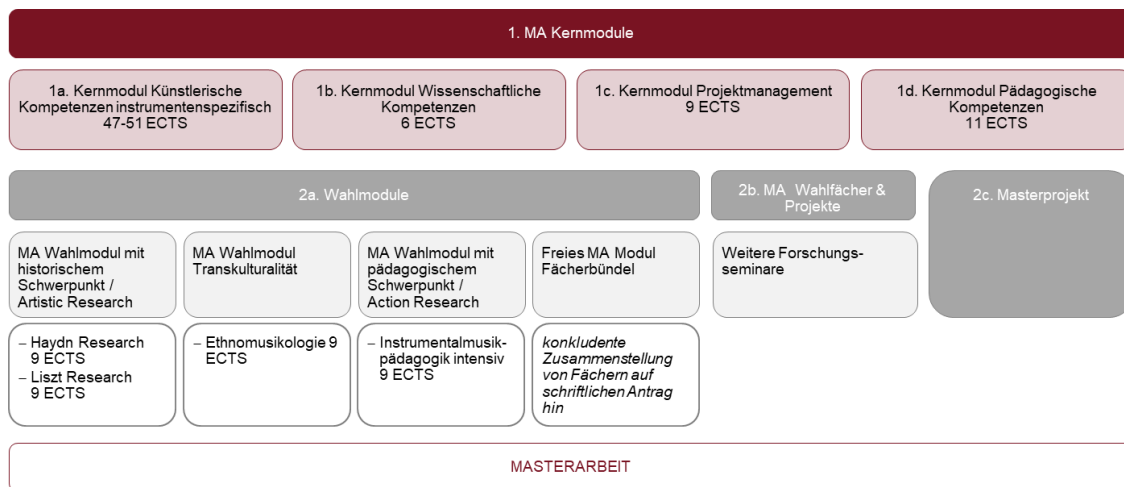 1. MA Kernmodule
1a. Kernmodul Künstlerische
Kompetenzen instrumentenspezifisch
47-51 ECTS
1b. Kernmodul Wissenschaftliche
Kompetenzen
6 ECTS
1c. Kernmodul Projektmanagement
9 ECTS
1d. Kernmodul Pädagogische
Kompetenzen
11 ECTS
2a. Wahlmodule
2b. MA Wahlfächer &
Projekte
2c. Masterprojekt
MA Wahlmodul mit
historischem
Schwerpunkt /
Artistic Research
MA Wahlmodul
Transkulturalität
MA Wahlmodul mit
pädagogischem
Schwerpunkt /
Action Research
Freies MA Modul
Fächerbündel
Weitere Forschungs-
seminare
– Haydn Research
9 ECTS
– Liszt Research
9 ECTS
– Ethnomusikologie 9
ECTS
– Instrumentalmusik-
pädagogik intensiv
9 ECTS
konkludente
Zusammenstellung
von Fächern auf
schriftlichen Antrag
hin
MASTERARBEIT